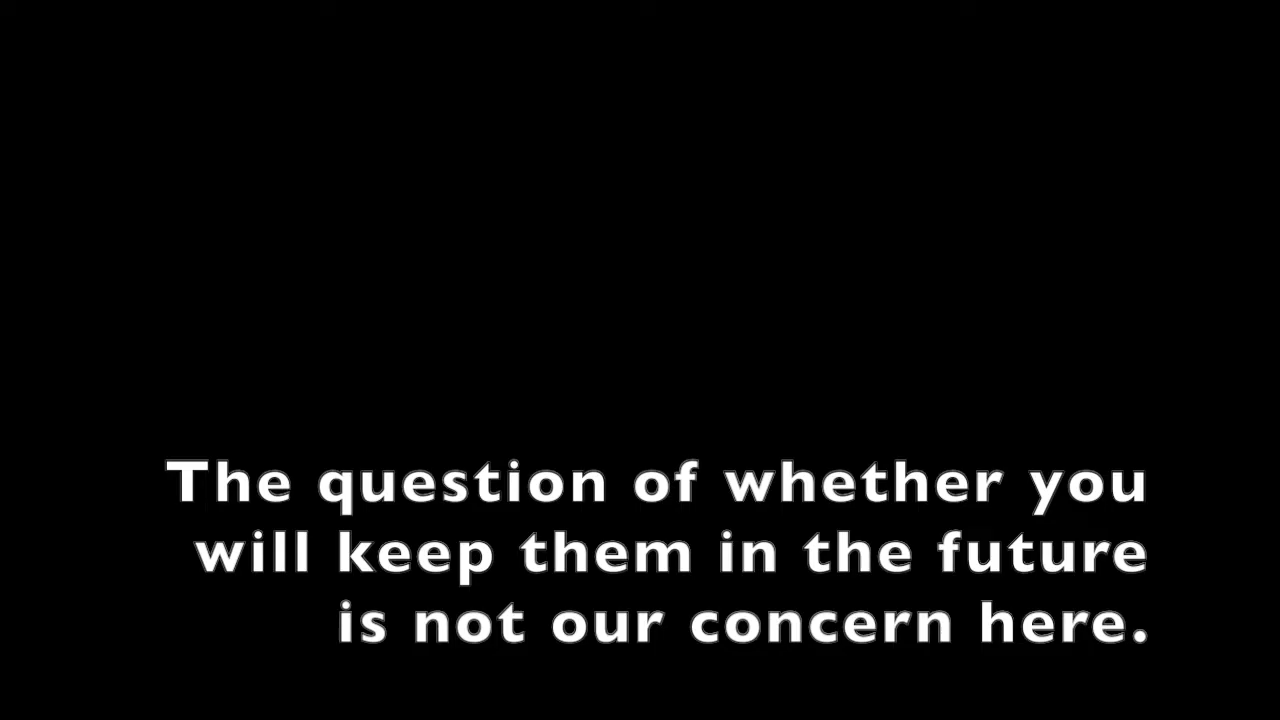 The question of whether you
will keep them in the future
is not our concern here.